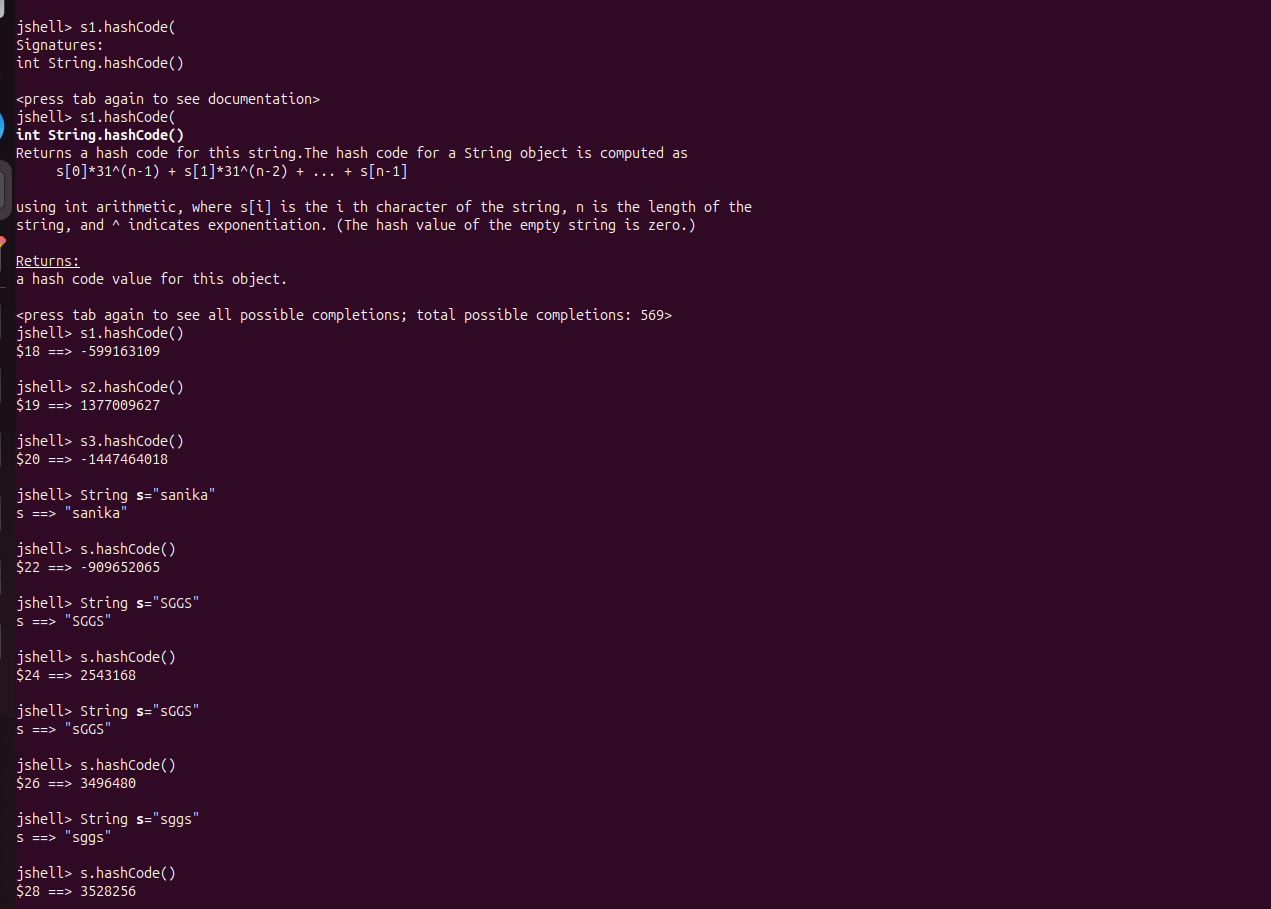 jshell> s1.hashCode(
Signatures:
int String.hashCode()
<press tab again to see documentation>
jshell> s1.hashCode(
int String.hashCode()
Returns a hash code for this string.The hash code for a String object is computed as
s[0]*31^(n-1) + s[1]*31^(n-2) + ... + s[n-1]
using int arithmetic, where s[i] is the i th character of the string, n is the length of the
string, and ^ indicates exponentiation. (The hash value of the empty string is zero.)
Returns:
a hash code value for this object.
<press tab again to see all possible completions; total possible completions: 569>
jshell> s1.hashCode()
$18 ==> -599163109
jshell> s2.hashCode()
$19 ==> 1377009627
jshell> s3.hashCode()
$20 ==> -1447464018
jshell> String s="sanika"
s ==> "sanika"
jshell> s.hashCode()
$22 ==> -909652065
jshell> String s="SGGS"
s ==> "SGGS"
jshell> s.hashCode()
$24 ==> 2543168
jshell> String s="sGGS"
s ==> "sGGS"
jshell> s.hashCode()
$26 ==> 3496480
jshell> String s="sggs"
s ==> "sggs"
jshell> s.hashCode()
$28 ==> 3528256